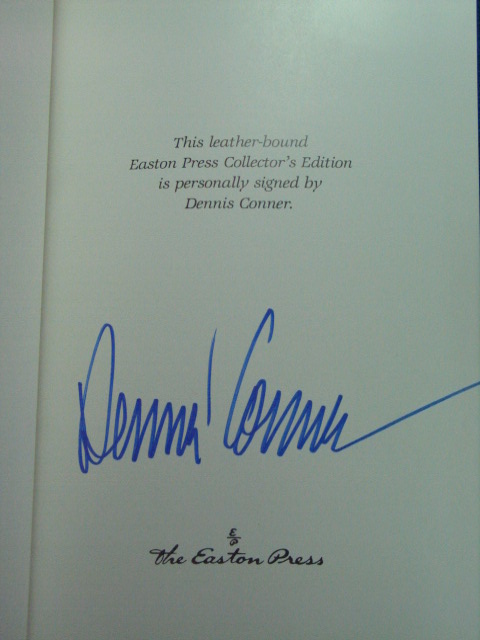 This leather-bound
Easton Press Collector's Edition
is personally signed by
Dennis Conner.
Dennis Conner
E/P
The Easton Press